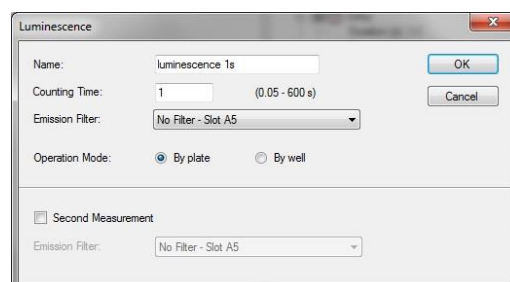 Luminescence
Name: luminescence 1s OK
Counting Time: 1 (0.05 - 600 s) Cancel
Emission Filter: No Filter - Slot A5
Operation Mode: By plate By well
Second Measurement
Emission Filter: No Filter - Slot A5